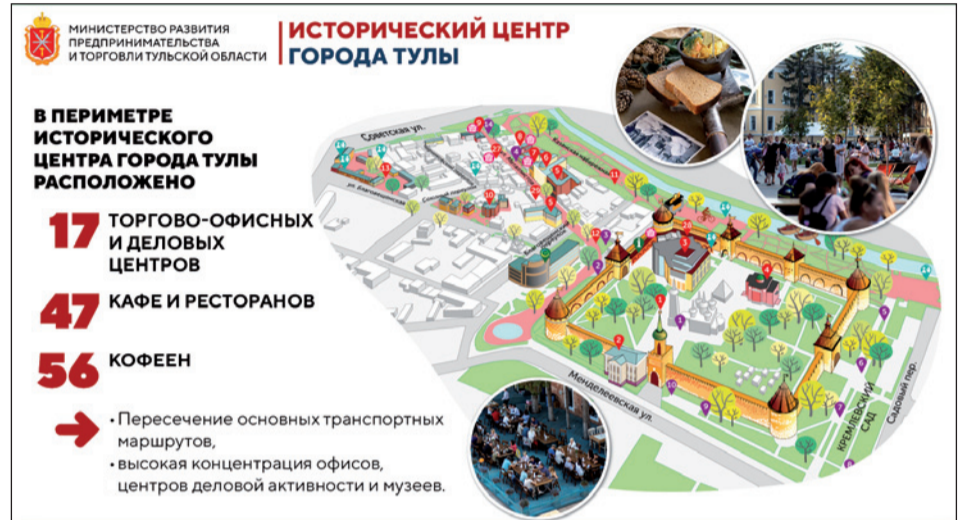 МИНИСТЕРСТВО РАЗВИТИЯ
ПРЕДПРИНИМАТЕЛЬСТВА
И ТОРГОВЛИ ТУЛЬСКОЙ ОБЛАСТИ
ИСТОРИЧЕСКИЙ ЦЕНТР
ГОРОДА ТУЛЫ
В ПЕРИМЕТРЕ
ИСТОРИЧЕСКОГО
ЦЕНТРА ГОРОДА ТУЛЫ
РАСПОЛОЖЕНО
17 ТОРГОВО-ОФИСНЫХ
И ДЕЛОВЫХ
ЦЕНТРОВ
47 КАФЕ И РЕСТОРАНОВ
56 КОФЕЕН
• Пересечение основных транспортных
маршрутов,
• высокая концентрация офисов,
центров деловой активности и музеев.
Советская ул.
Менделеевская ул.
КРЕМЛЕВСКИЙ
САД
Садовый пер.